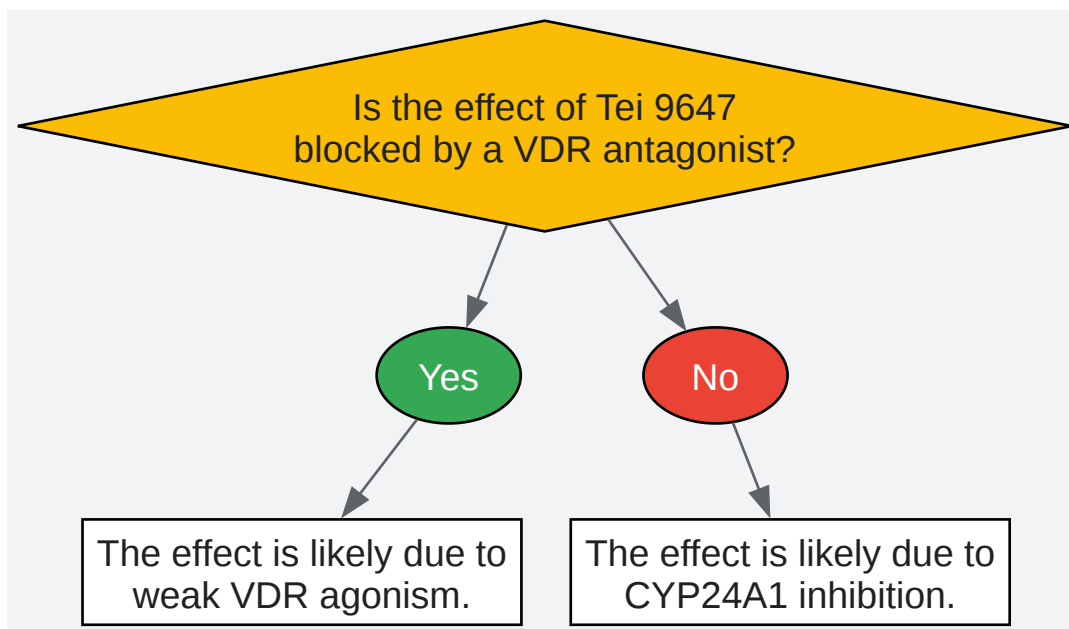 Is the effect of Tei 9647
blocked by a VDR antagonist?
Yes
No
The effect is likely due to
weak VDR agonism.
The effect is likely due to
CYP24A1 inhibition.